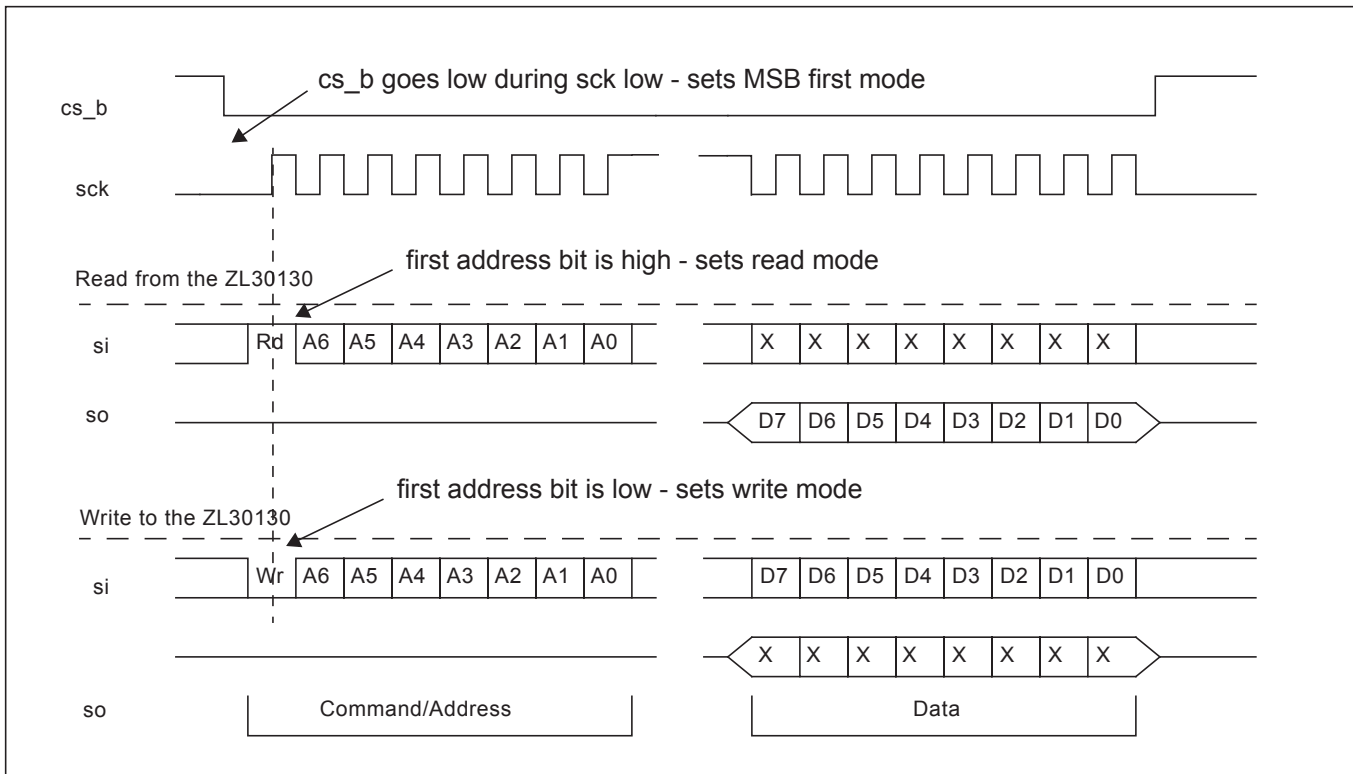 cs_b goes low during sck low - sets MSB first mode
cs_b
sck
first address bit is high - sets read mode
Read from the ZL30130
si Rd A6 A5 A4 A3 A2 A1 A0 X X X X X X X X
so D7 D6 D5 D4 D3 D2 D1 D0
first address bit is low - sets write mode
Write to the ZL30130
si Wr A6 A5 A4 A3 A2 A1 A0 D7 D6 D5 D4 D3 D2 D1 D0
X X X X X X X X
so Command/Address Data